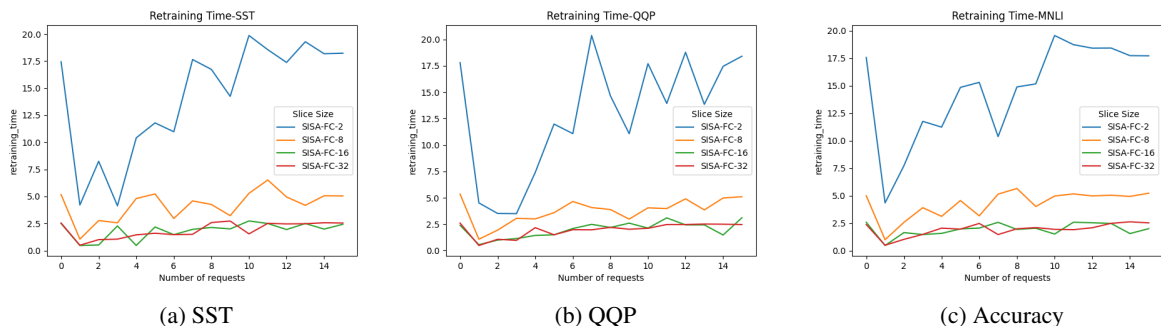 Retraining Time-SST
20.0
17.5
15.0
12.5
10.0
7.5
5.0
2.5
0.0
retraining_time
Slice Size
SISA-FC-2
SISA-FC-8
SISA-FC-16
SISA-FC-32
0 2 4 6 8 10 12 14
Number of requests
(a) SST
Retraining Time-QQP
20.0
17.5
15.0
12.5
10.0
7.5
5.0
2.5
0.0
retraining_time
Slice Size
SISA-FC-2
SISA-FC-8
SISA-FC-16
SISA-FC-32
0 2 4 6 8 10 12 14
Number of requests
(b) QQP
Retraining Time-MNLI
20.0
17.5
15.0
12.5
10.0
7.5
5.0
2.5
0.0
retraining_time
Slice Size
SISA-FC-2
SISA-FC-8
SISA-FC-16
SISA-FC-32
0 2 4 6 8 10 12 14
Number of requests
(c) Accuracy